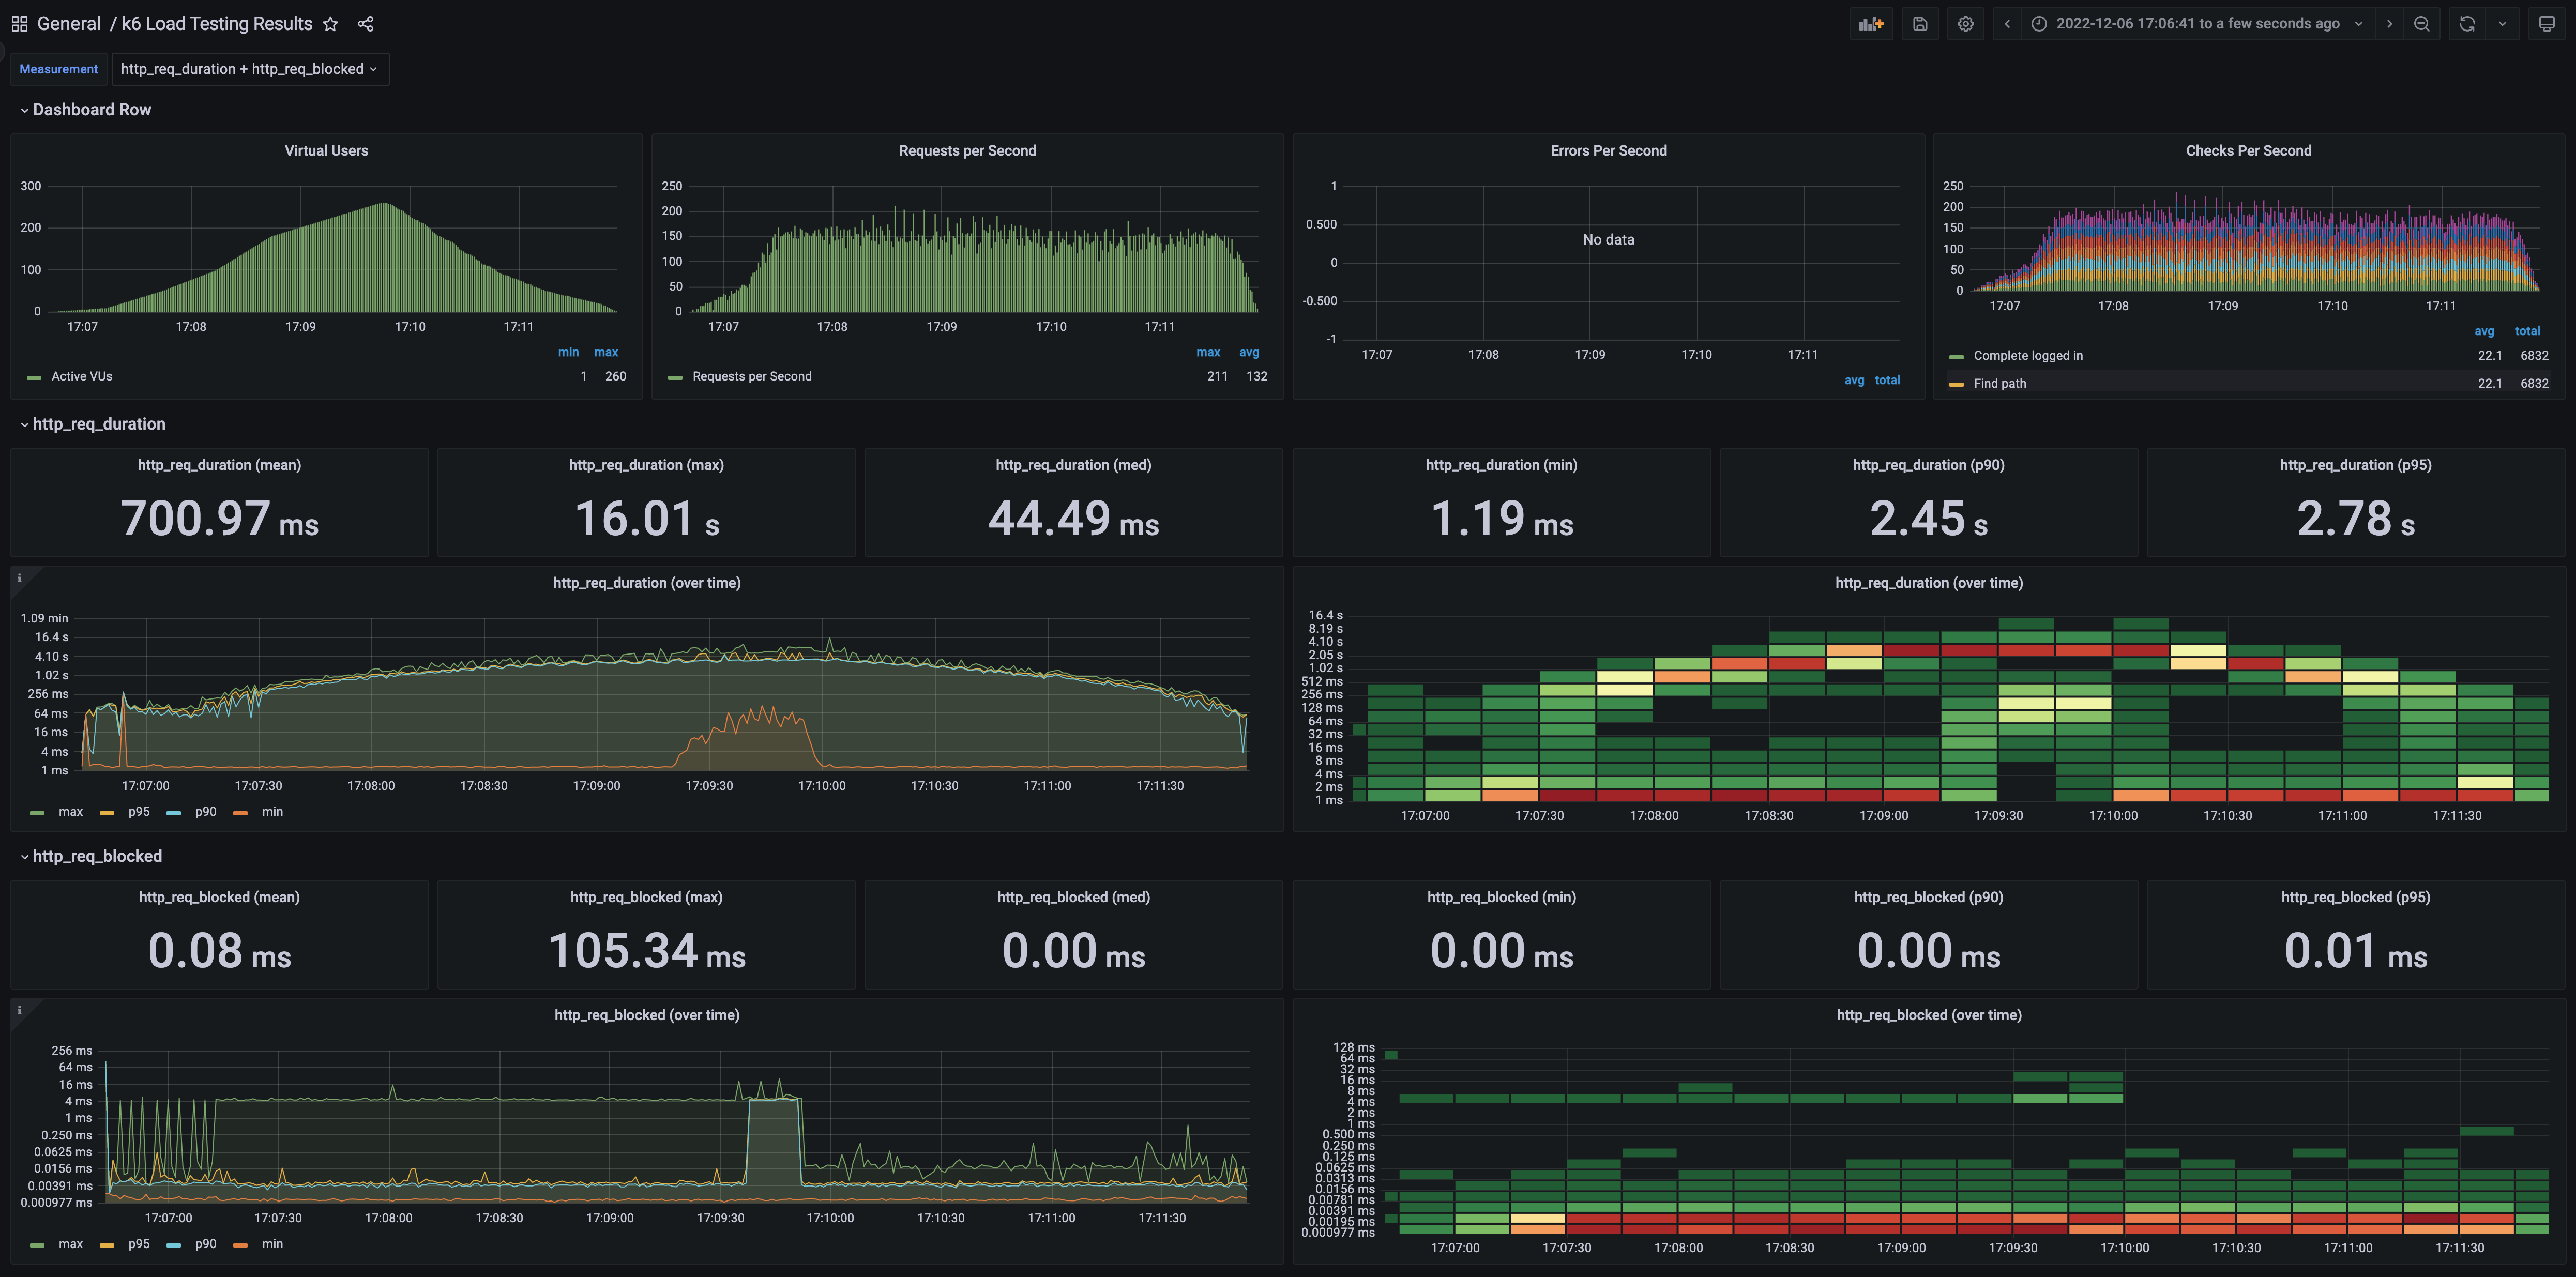 General / k6 Load Testing Results
2022-12-06 17:06:41 to a few seconds ago
Measurement http_req_duration + http_req_blocked
Dashboard Row
Virtual Users
300
200
100
0
17:07 17:08 17:09 17:10 17:11
min max
Active VUs 1 260
Requests per Second
250
200
150
100
50
0
17:07 17:08 17:09 17:10 17:11
max avg
Requests per Second 211 132
Errors Per Second
1
0.500
0
-0.500
-1
No data
17:07 17:08 17:09 17:10 17:11
avg total
Checks Per Second
250
200
150
100
50
0
17:07 17:08 17:09 17:10 17:11
avg total
Complete logged in 22.1 6832
Find path 22.1 6832
http_req_duration
http_req_duration (mean)
700.97 ms
http_req_duration (max)
16.01 s
http_req_duration (med)
44.49 ms
http_req_duration (min)
1.19 ms
http_req_duration (p90)
2.45 s
http_req_duration (p95)
2.78 s
http_req_duration (over time)
1.09 min
16.4 s
4.10 s
1.02 s
256 ms
64 ms
16 ms
4 ms
1 ms
17:07:00 17:07:30 17:08:00 17:08:30 17:09:00 17:09:30 17:10:00 17:10:30 17:11:00 17:11:30
max p95 p90 min
http_req_duration (over time)
16.4 s
8.19 s
4.10 s
2.05 s
1.02 s
512 ms
256 ms
128 ms
64 ms
32 ms
16 ms
8 ms
4 ms
2 ms
1 ms
17:07:00 17:07:30 17:08:00 17:08:30 17:09:00 17:09:30 17:10:00 17:10:30 17:11:00 17:11:30
http_req_blocked
http_req_blocked (mean)
0.08 ms
http_req_blocked (max)
105.34 ms
http_req_blocked (med)
0.00 ms
http_req_blocked (min)
0.00 ms
http_req_blocked (p90)
0.00 ms
http_req_blocked (p95)
0.01 ms
http_req_blocked (over time)
256 ms
64 ms
16 ms
4 ms
1 ms
0.250 ms
0.0625 ms
0.0156 ms
0.00391 ms
0.000977 ms
17:07:00 17:07:30 17:08:00 17:08:30 17:09:00 17:09:30 17:10:00 17:10:30 17:11:00 17:11:30
max p95 p90 min
http_req_blocked (over time)
128 ms
64 ms
32 ms
16 ms
8 ms
4 ms
2 ms
1 ms
0.500 ms
0.250 ms
0.125 ms
0.0625 ms
0.0313 ms
0.0156 ms
0.00781 ms
0.00391 ms
0.00195 ms
0.000977 ms
17:07:00 17:07:30 17:08:00 17:08:30 17:09:00 17:09:30 17:10:00 17:10:30 17:11:00 17:11:30